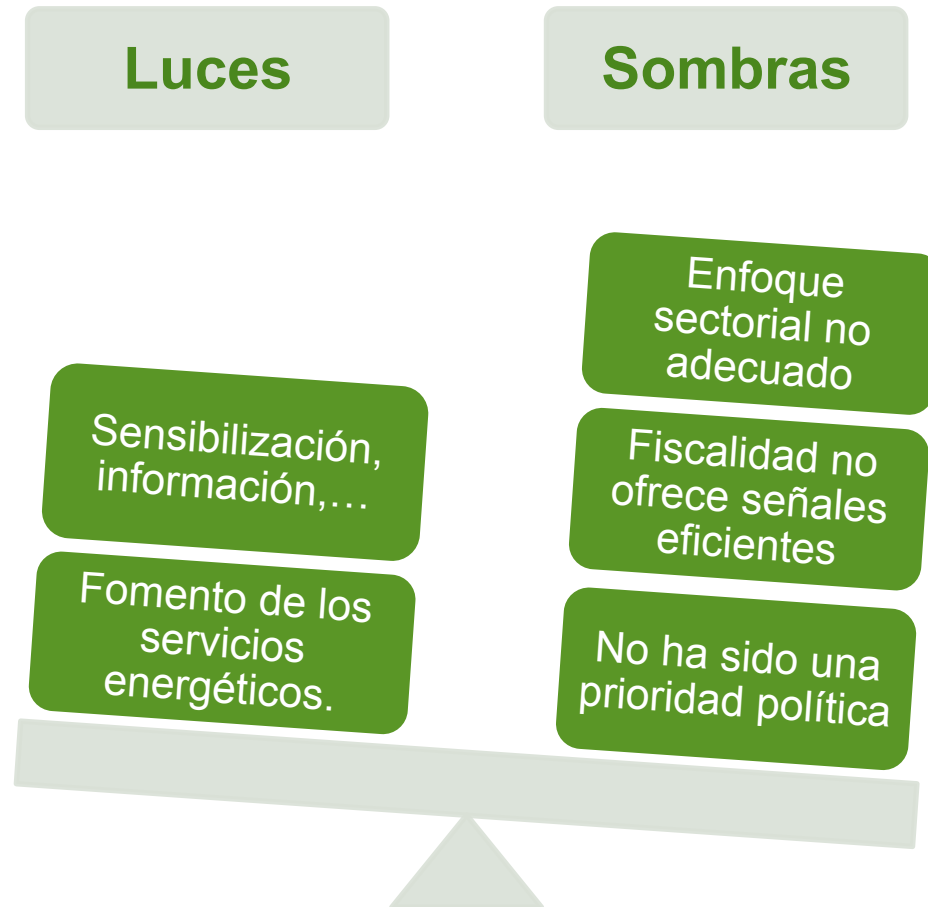 Luces
Sombras
Sensibilización,
información,…
Fomento de los
servicios
energéticos.
Enfoque
sectorial no
adecuado
Fiscalidad no
ofrece señales
eficientes
No ha sido una
prioridad política